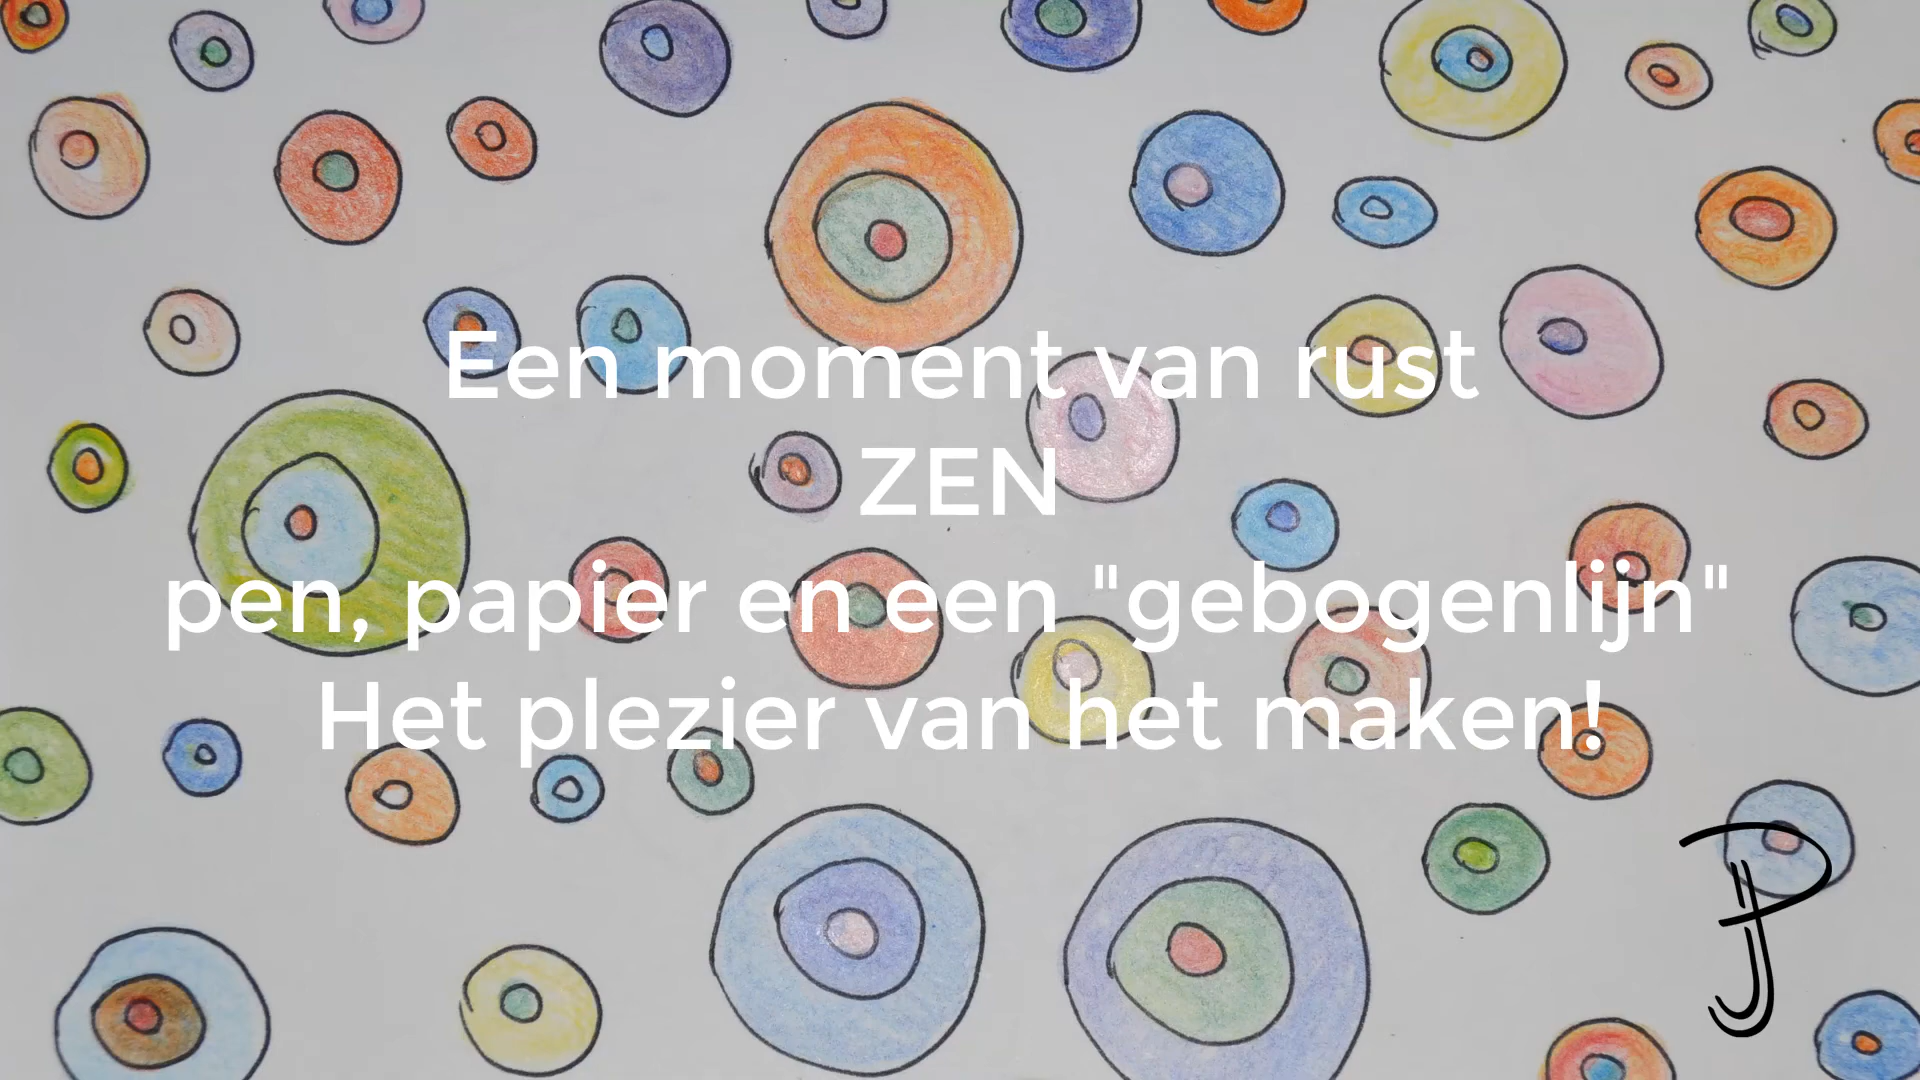 Een moment van rust
ZEN
pen, papier en een "gebogenlijn"
Het plezier van het maken!